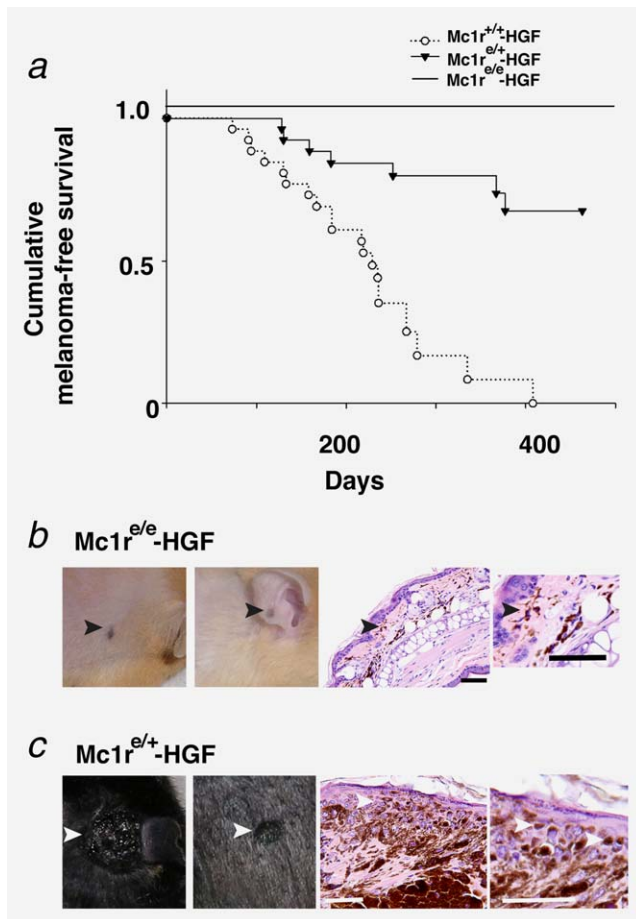 a
Mc1r+/+-HGF
Mc1re/+-HGF
Mc1re/e-HGF
Cumulative
melanoma-free survival
1.0
0.5
0
200
400
Days
b Mc1re/e-HGF
c Mc1re/+-HGF